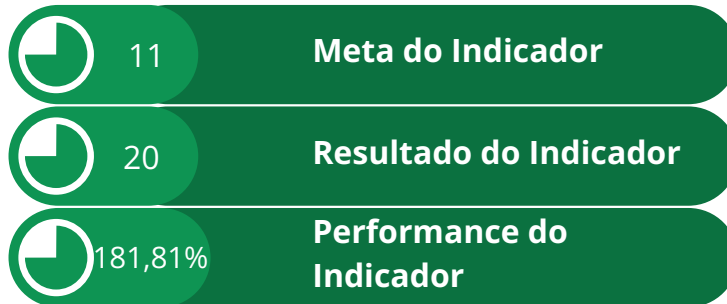 11
Meta do Indicador
20
Resultado do Indicador
181,81%
Performance do
Indicador